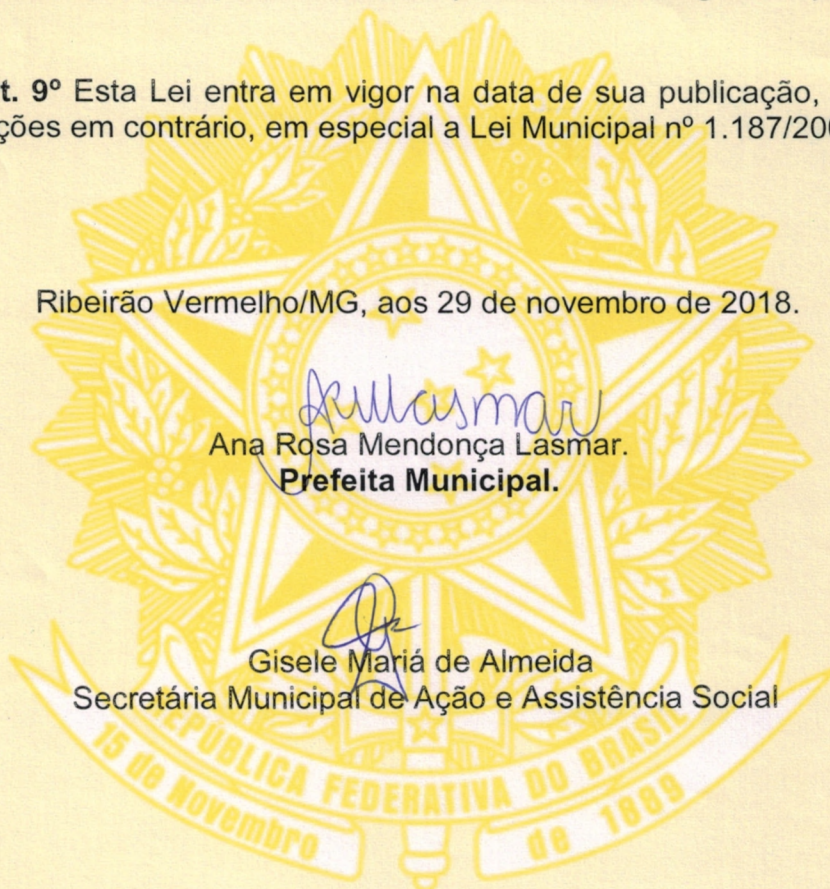 t. 9º Esta Lei entra em vigor na data de sua publicação,
ções em contrário, em especial a Lei Municipal nº 1.187/200
Ribeirão Vermelho/MG, aos 29 de novembro de 2018.
Ana Rosa Mendonça Lasmar.
Prefeita Municipal.
Gisele Mariá de Almeida
Secretária Municipal de Ação e Assistência Social
REPÚBLICA FEDERATIVA DO BRASIL
15 de Novembro de 1889